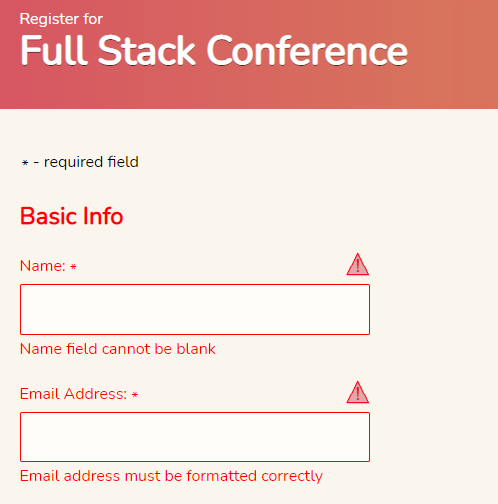 Register for
Full Stack Conference
* - required field
Basic Info
Name: *
Name field cannot be blank
Email Address: *
Email address must be formatted correctly